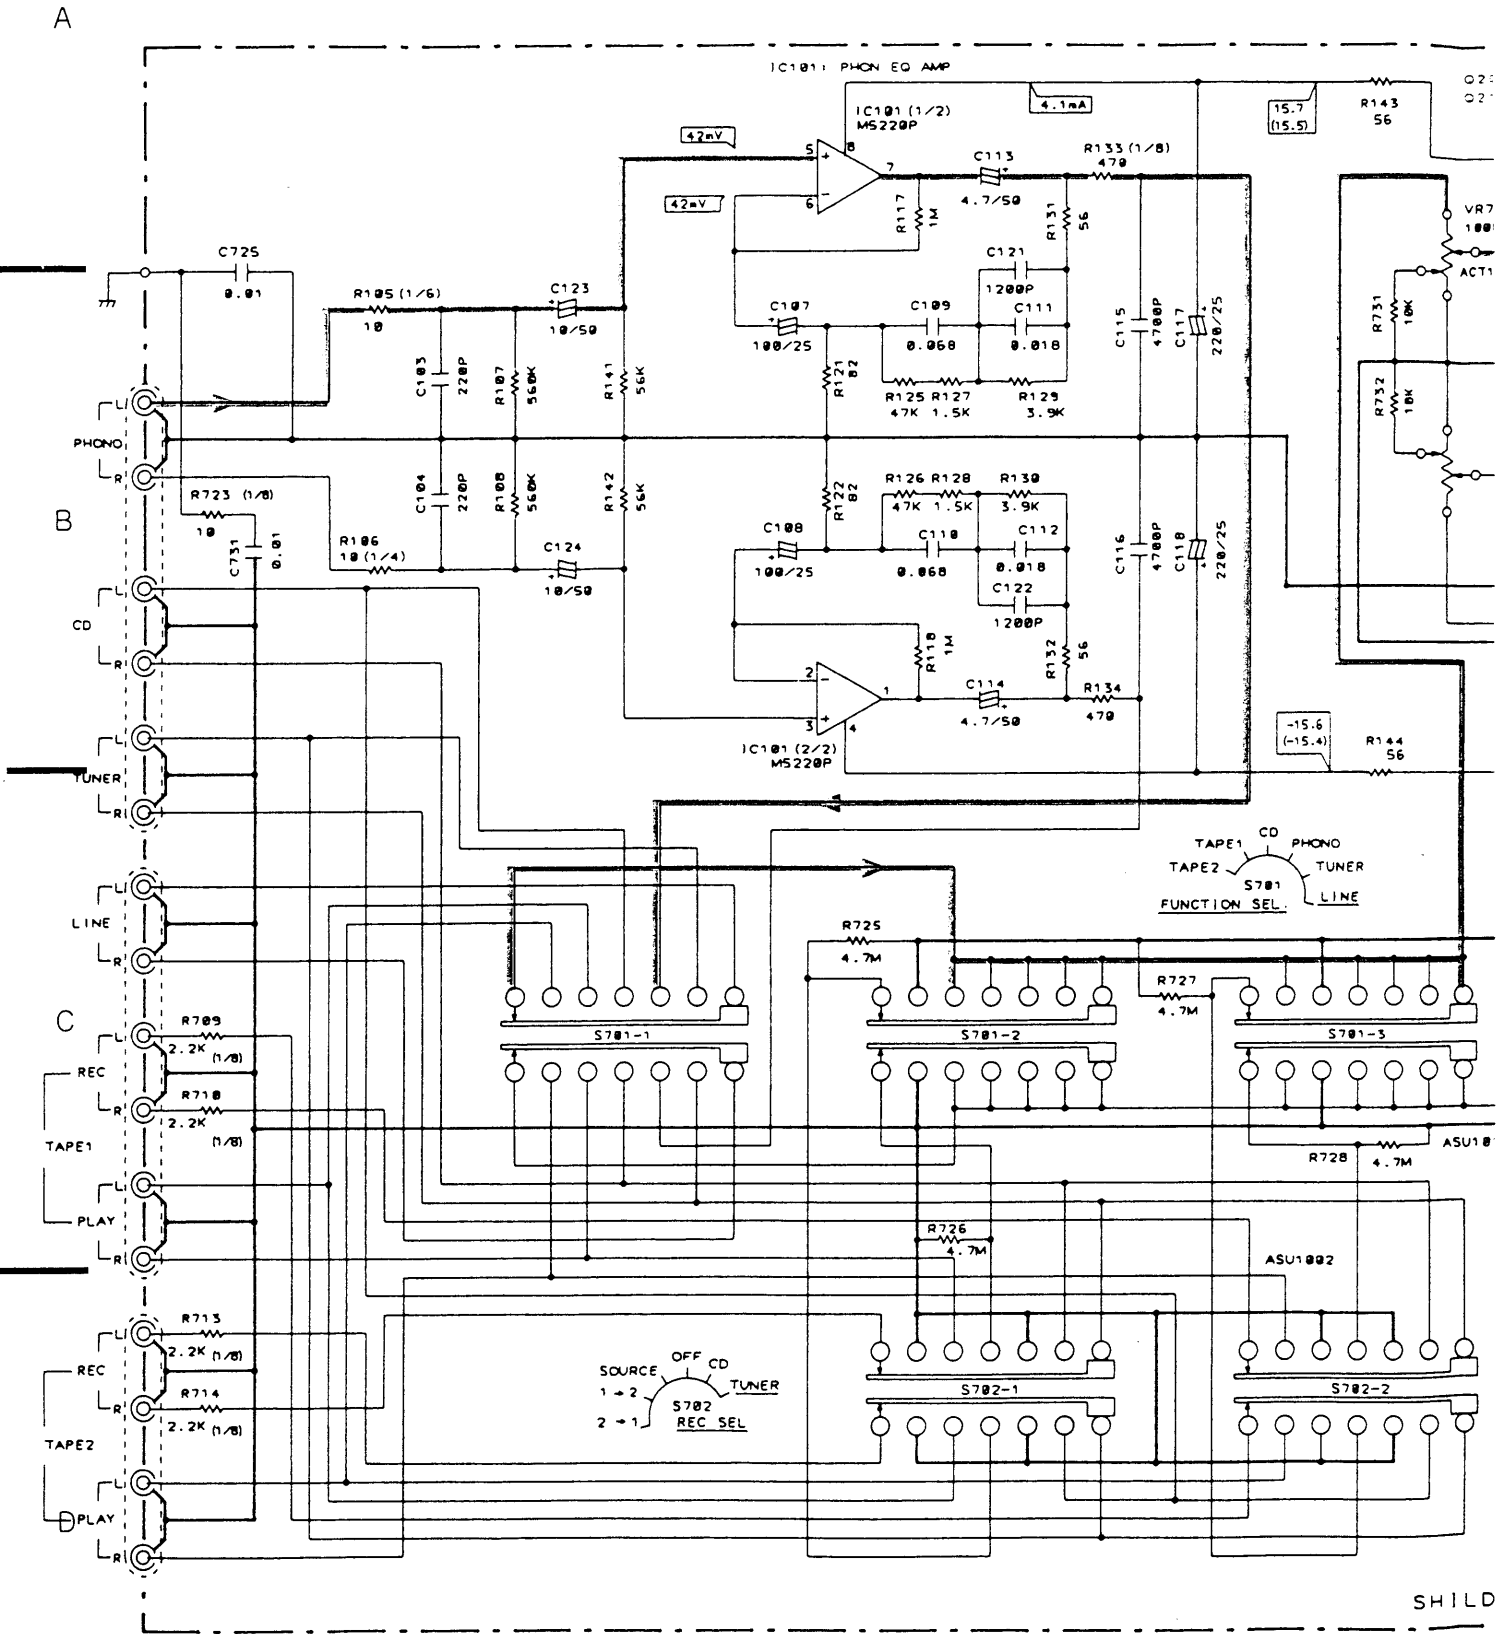 A
IC101: PHON EQ AMP
IC101 (1/2)
M5220P
4.1mA
15.7
(15.5)
R143
56
42mV
5
+
8
7
C113
+
4.7/50
R133 (1/8)
470
42mV
-
6
R117
1M
R131
56
VR7
ACT1
C725
0.01
R105 (1/6)
10
C123
+
10/50
C121
1200P
C107
+
100/25
C109
0.068
C111
0.018
C115
4700P
C117
220/25
+
R731
10K
C103
220P
R107
560K
R141
56K
R121
82
R125
47K
R127
1.5K
R129
3.9K
R732
10K
L
PHONO
R
R723 (1/8)
10
C731
0.01
B
R106
10 (1/4)
C104
220P
R108
560K
R142
56K
R122
82
R126
47K
R128
1.5K
R130
3.9K
C124
+
10/50
C108
+
100/25
C110
0.068
C112
0.018
C122
1200P
C116
4700P
C118
220/25
+
L
CD
R
R118
1M
R132
56
2
-
1
3
+
4
C114
+
4.7/50
R134
470
IC101 (2/2)
M5220P
-15.6
(-15.4)
R144
56
L
TUNER
R
TAPE2
TAPE1
CD
PHONO
TUNER
LINE
S701
FUNCTION SEL.
L
LINE
R
R725
4.7M
R727
4.7M
C
S701-1
S701-2
S701-3
R709
2.2K
(1/8)
L
REC
R
R710
2.2K
(1/8)
TAPE1
R728
4.7M
ASU10
L
PLAY
R
R726
4.7M
ASU1002
R713
2.2K (1/8)
L
REC
R
R714
2.2K (1/8)
TAPE2
SOURCE
OFF
CD
TUNER
1→2
2→1
S702
REC SEL
S702-1
S702-2
L
D
PLAY
R
SHILD